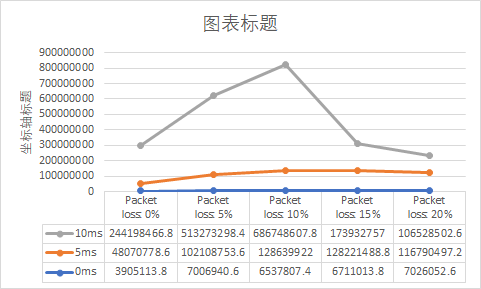 图表标题
坐标轴标题
900000000
800000000
700000000
600000000
500000000
400000000
300000000
200000000
100000000
0
Packet loss: 0% Packet loss: 5% Packet loss: 10% Packet loss: 15% Packet loss: 20%
10ms 244198466.8 513273298.4 686748607.8 173932757 106528502.6
5ms 48070778.6 102108753.6 128639922 128221488.8 116790497.2
0ms 3905113.8 7006940.6 6537807.4 6711013.8 7026052.6